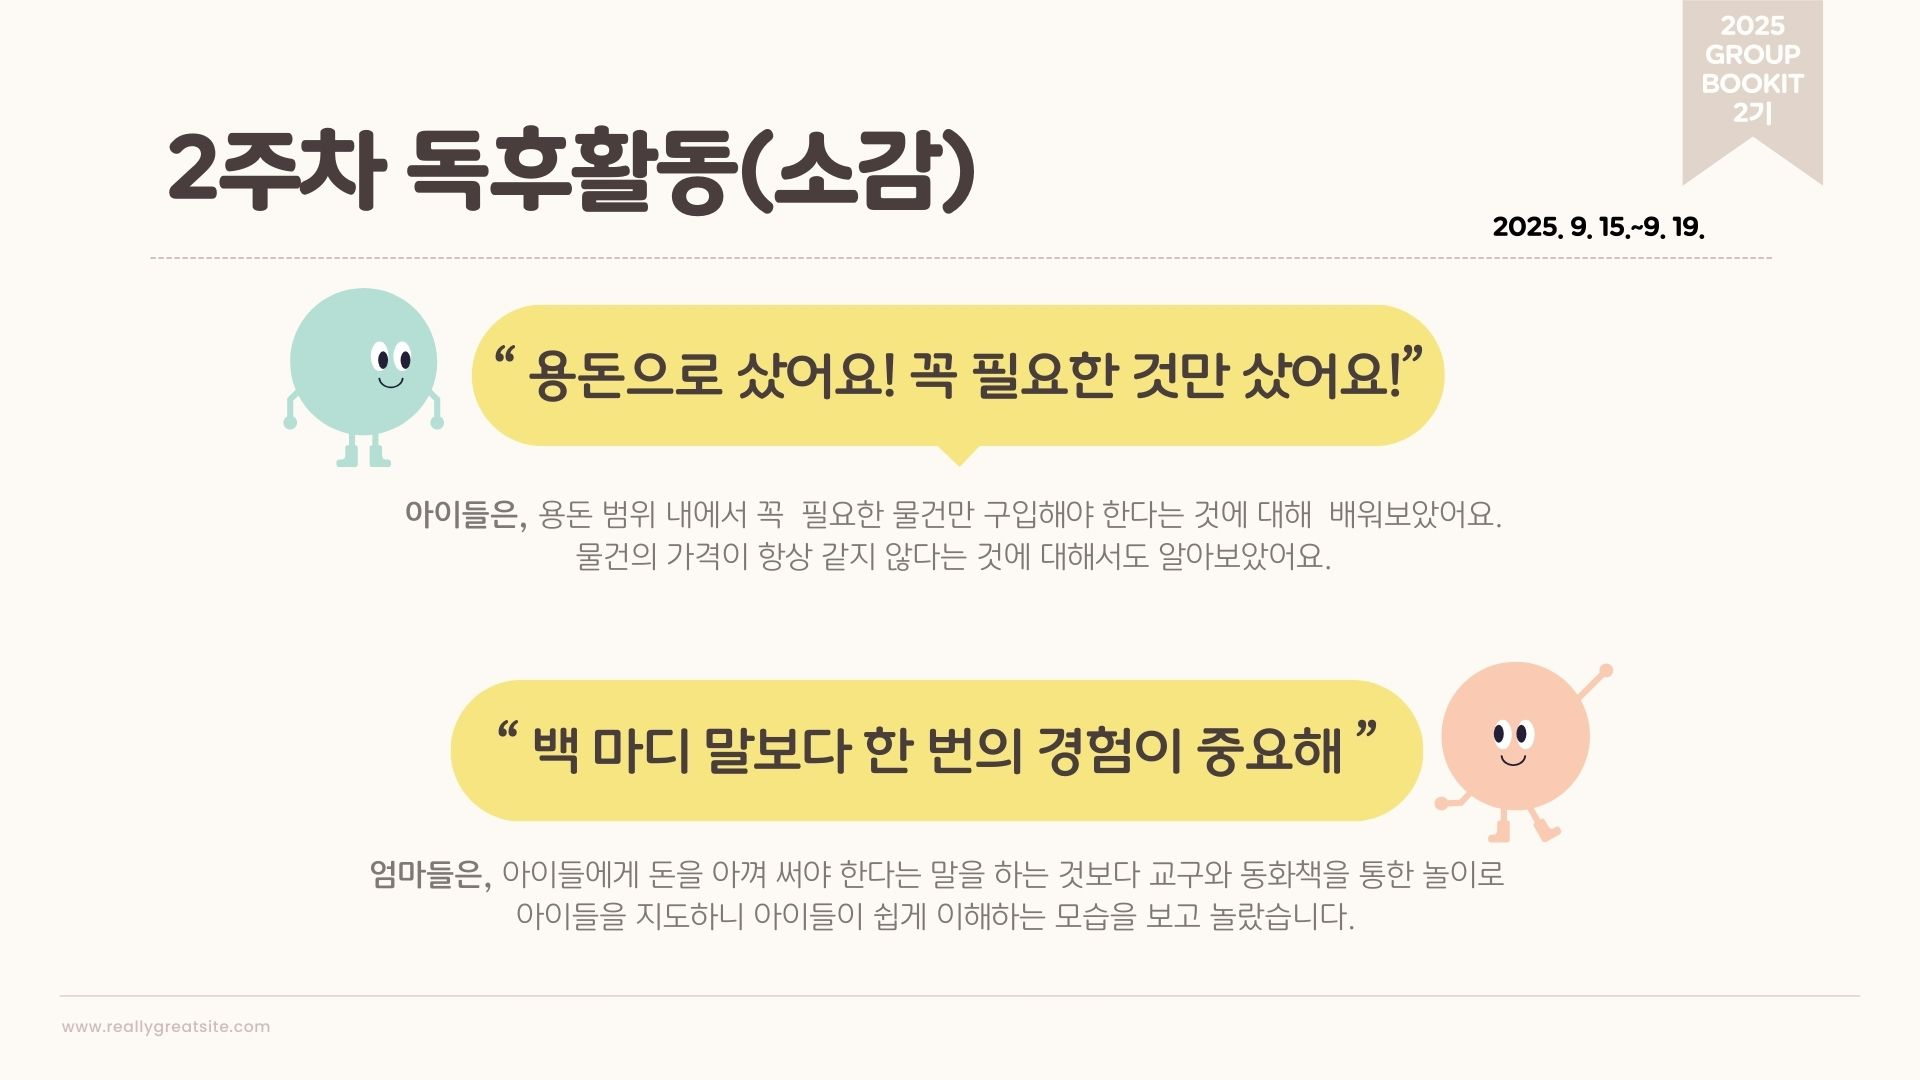 2025
GROUP
BOOKIT
2기
2주차 독후활동(소감)
2025. 9. 15.~9. 19.
“ 용돈으로 샀어요! 꼭 필요한 것만 샀어요!”
아이들은, 용돈 범위 내에서 꼭 필요한 물건만 구입해야 한다는 것에 대해 배워보았어요.
물건의 가격이 항상 같지 않다는 것에 대해서도 알아보았어요.
“ 백 마디 말보다 한 번의 경험이 중요해 ”
엄마들은, 아이들에게 돈을 아껴 써야 한다는 말을 하는 것보다 교구와 동화책을 통한 놀이로
아이들을 지도하니 아이들이 쉽게 이해하는 모습을 보고 놀랐습니다.
www.reallygreatsite.com